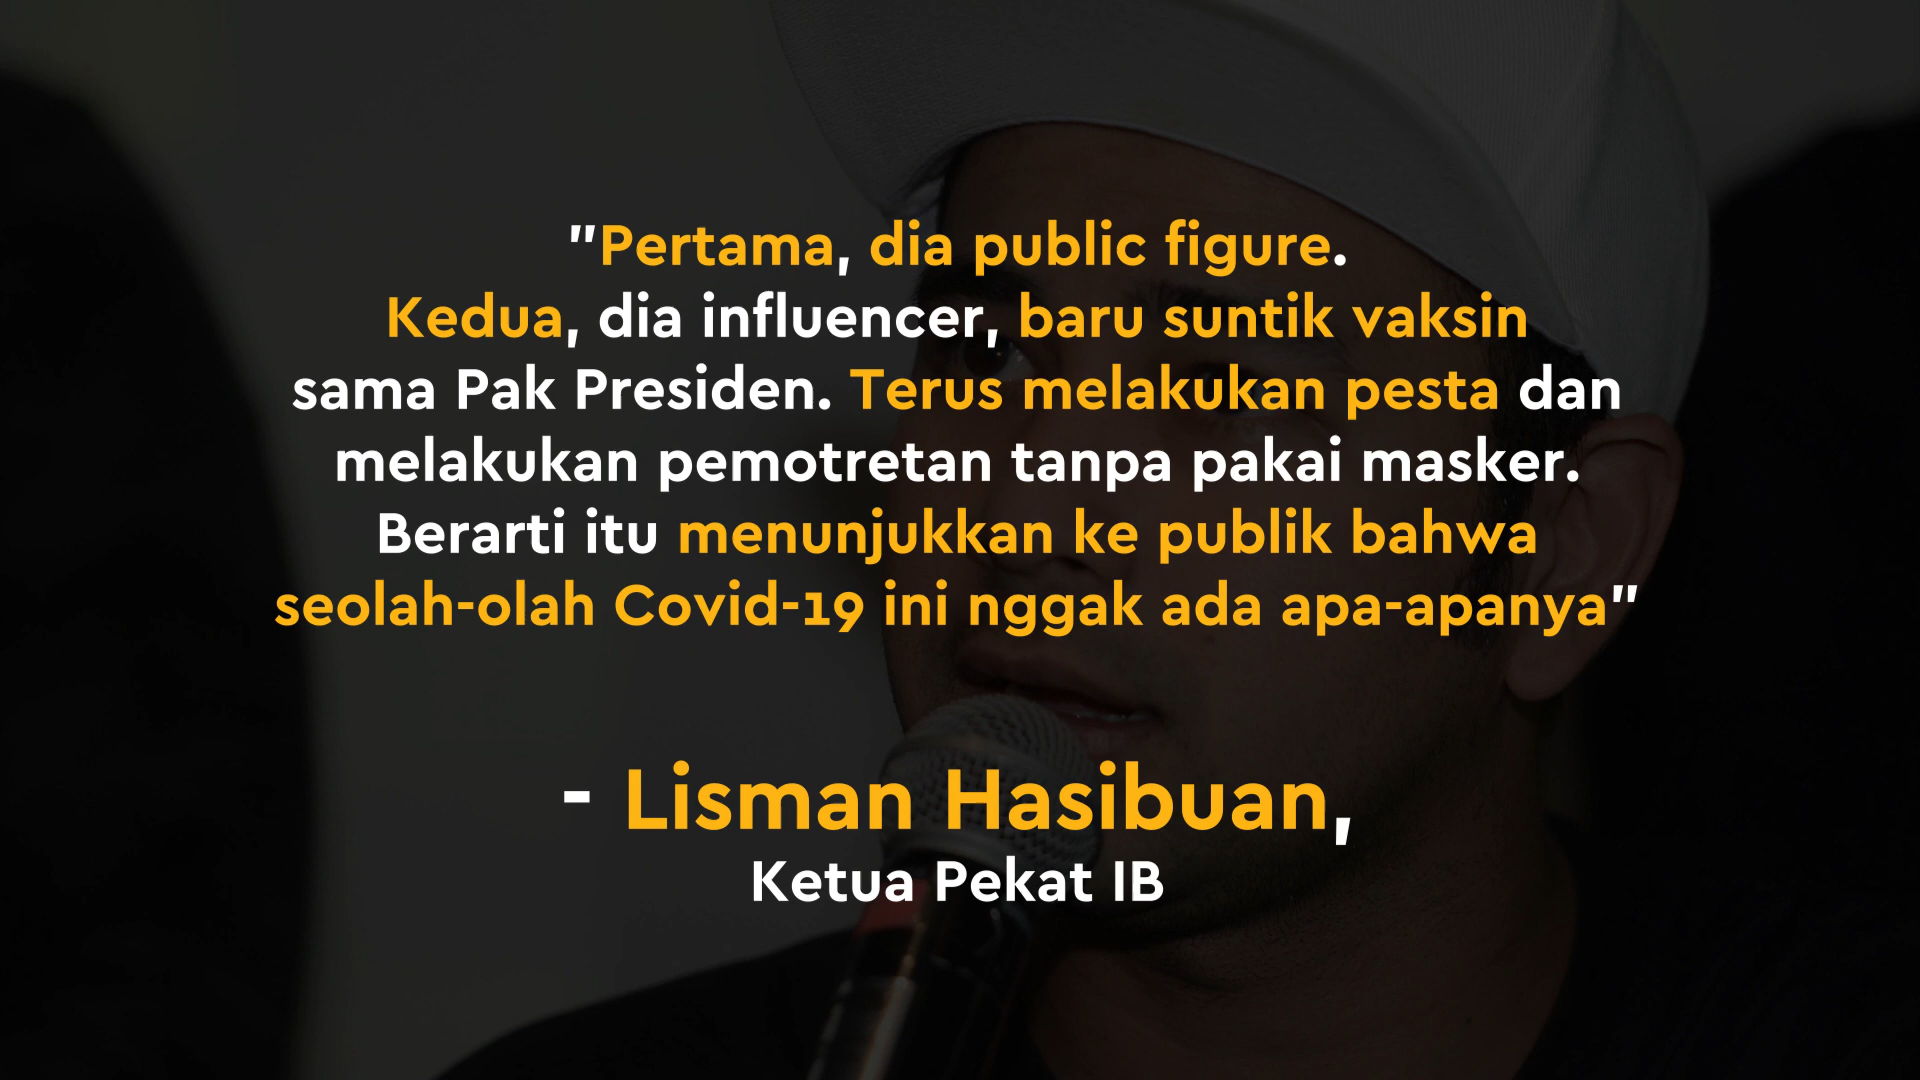 "Pertama, dia public figure.
Kedua, dia influencer, baru suntik vaksin
sama Pak Presiden. Terus melakukan pesta dan
melakukan pemotretan tanpa pakai masker.
Berarti itu menunjukkan ke publik bahwa
seolah-olah Covid-19 ini nggak ada apa-apanya"
- Lisman Hasibuan,
Ketua Pekat IB